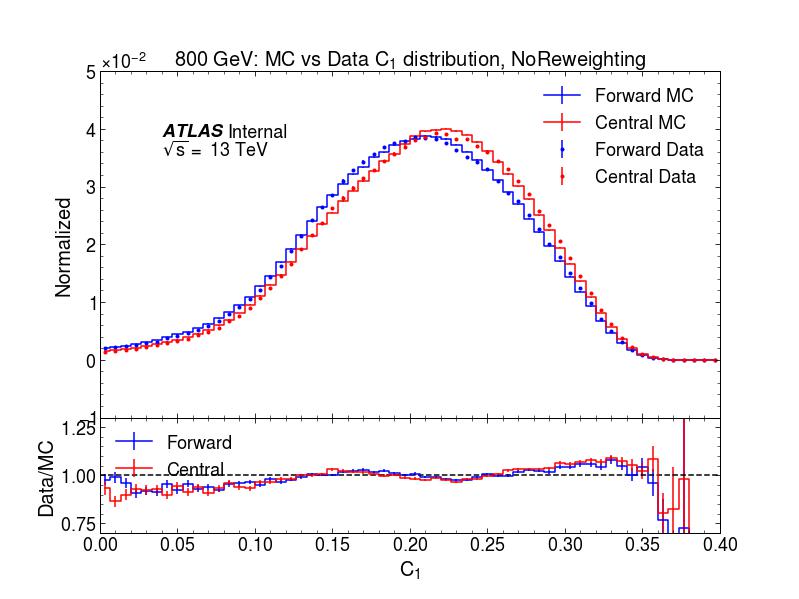 ×10⁻² 800 GeV: MC vs Data C₁ distribution, NoReweighting
5
4
3
2
1
0
−1
Normalized
ATLAS Internal
√s = 13 TeV
Forward MC
Central MC
Forward Data
Central Data
1.25
1.00
0.75
Data/MC
Forward
Central
0.00 0.05 0.10 0.15 0.20 0.25 0.30 0.35 0.40
C₁